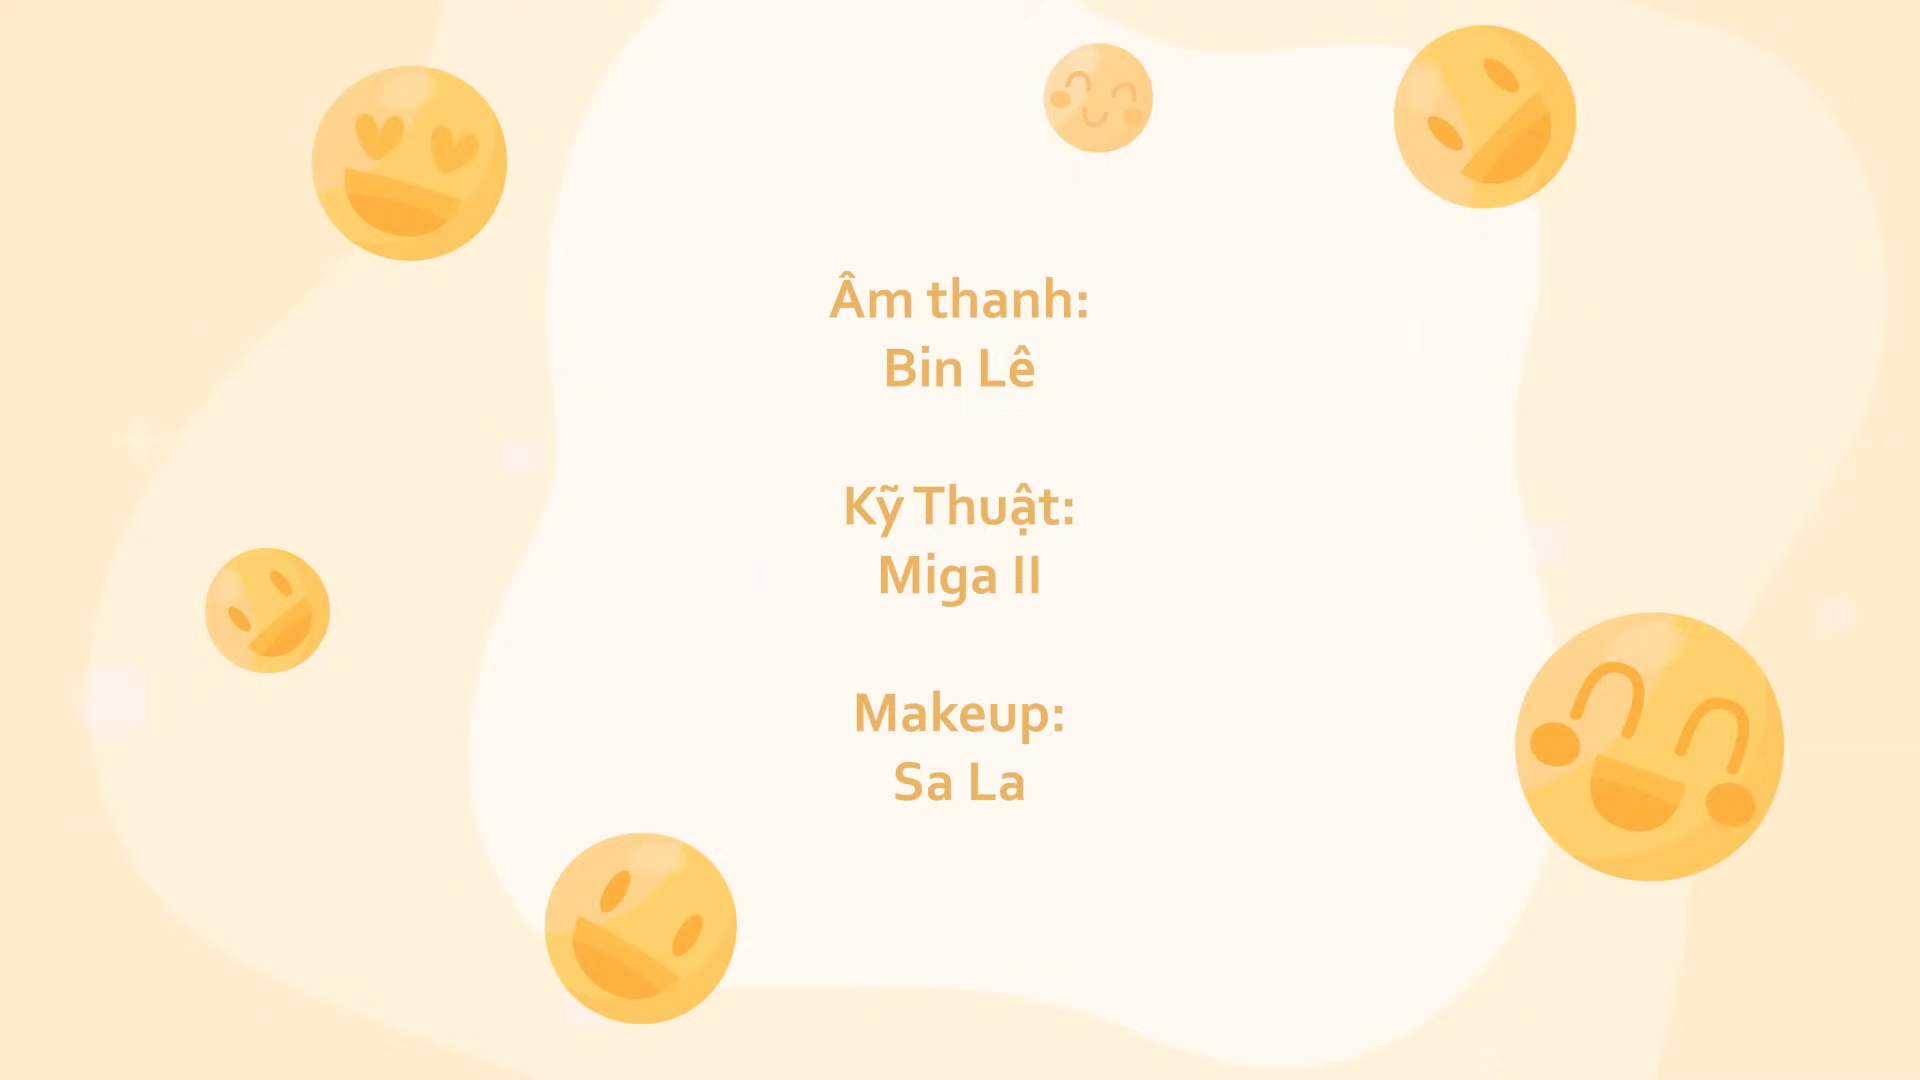 Âm thanh:
Bin Lê
Kỹ Thuật:
Miga II
Makeup:
Sa La